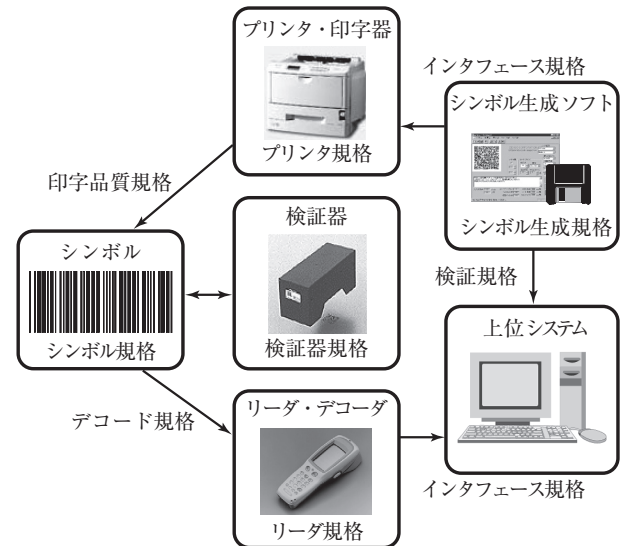 プリンタ・印字器
プリンタ規格
インタフェース規格
シンボル生成ソフト
シンボル生成規格
印字品質規格
検証器
検証器規格
シンボル
シンボル規格
検証規格
上位システム
インタフェース規格
デコード規格
リーダ・デコーダ
リーダ規格